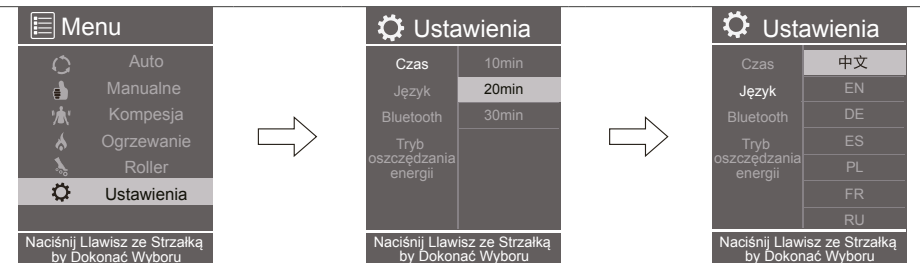 Menu
Auto
Manualne
Kompesja
Ogrzewanie
Roller
Ustawienia
Naciśnij Llawisz ze Strzałką
by Dokonać Wyboru
Ustawienia
Czas
10min
Język
20min
Bluetooth
30min
Tryb
oszczędzania
energii
Naciśnij Llawisz ze Strzałką
by Dokonać Wyboru
Ustawienia
Czas
中文
Język
EN
Bluetooth
DE
Tryb
oszczędzania
energii
ES
PL
FR
RU
Naciśnij Llawisz ze Strzałką
by Dokonać Wyboru